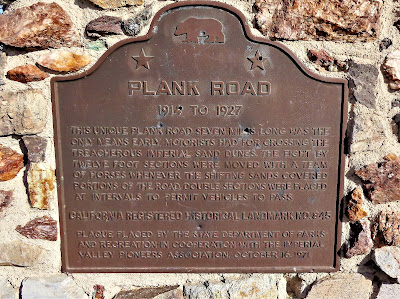 PLANK ROAD
1915 TO 1927
THIS UNIQUE PLANK ROAD SEVEN MILES LONG WAS THE
ONLY MEANS EARLY MOTORISTS HAD FOR CROSSING THE
TREACHEROUS IMPERIAL SAND DUNES. THE EIGHT BY
TWELVE FOOT SECTIONS WERE MOVED WITH A TEAM
OF HORSES WHENEVER THE SHIFTING SANDS COVERED
PORTIONS OF THE ROAD. DOUBLE SECTIONS WERE PLACED
AT INTERVALS TO PERMIT VEHICLES TO PASS.
CALIFORNIA REGISTERED HISTORICAL LANDMARK NO. 845
PLAQUE PLACED BY THE STATE DEPARTMENT OF PARKS
AND RECREATION IN COOPERATION WITH THE IMPERIAL
VALLEY PIONEERS ASSOCIATION, OCTOBER 16, 1971.